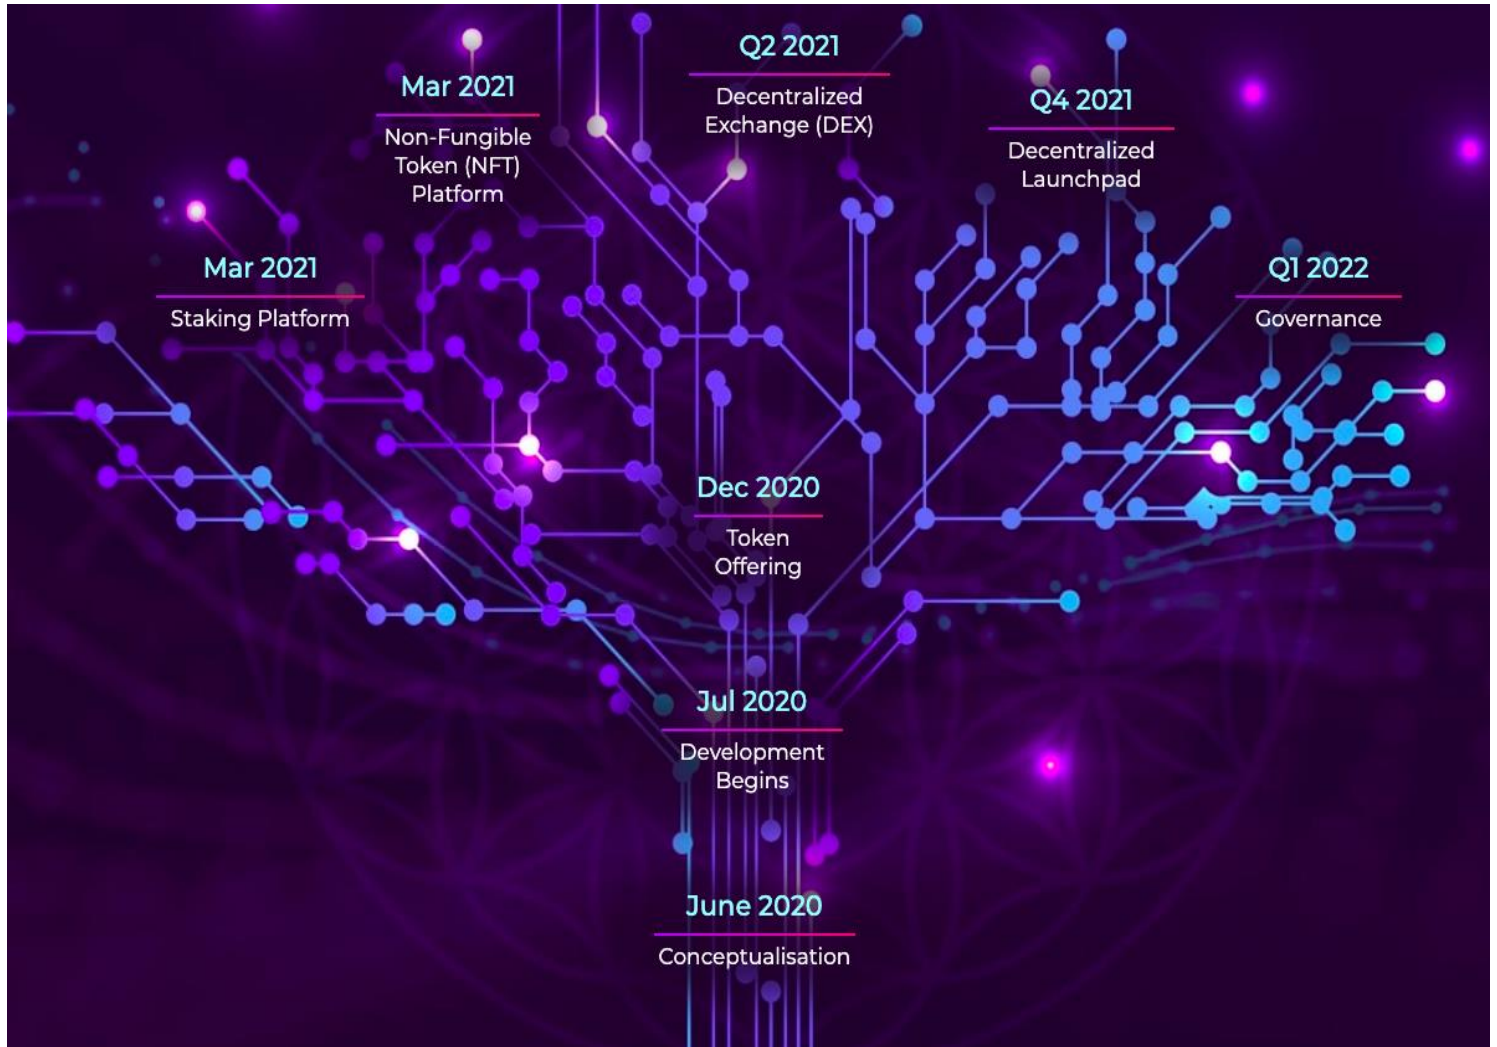 Q2 2021
Decentralized
Exchange (DEX)
Mar 2021
Non-Fungible
Token (NFT)
Platform
Q4 2021
Decentralized
Launchpad
Mar 2021
Staking Platform
Q1 2022
Governance
Dec 2020
Token
Offering
Jul 2020
Development
Begins
June 2020
Conceptualisation